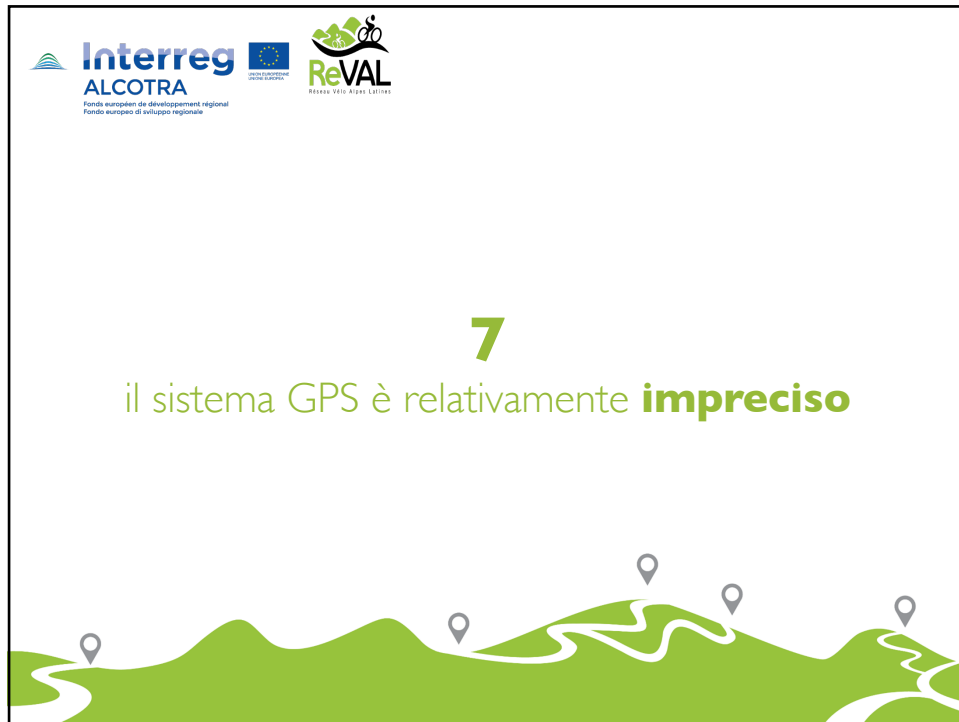 Interreg
ALCOTRA
Fonds européen de développement régional
Fondo europeo di sviluppo regionale
UNION EUROPÉENNE
UNIONE EUROPEA
ReVAL
Réseau Vélo Alpes Latines
7
il sistema GPS è relativamente impreciso